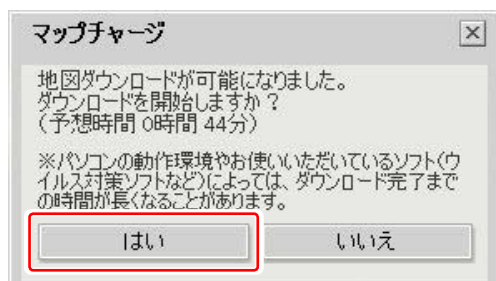 マップチャージ
地図ダウンロードが可能になりました。
ダウンロードを開始しますか？
（予想時間 0時間 44分）
※パソコンの動作環境やお使いいただいているソフト(ウ
イルス対策ソフトなど)によっては、ダウンロード完了まで
の時間が長くなることがあります。
はい
いいえ